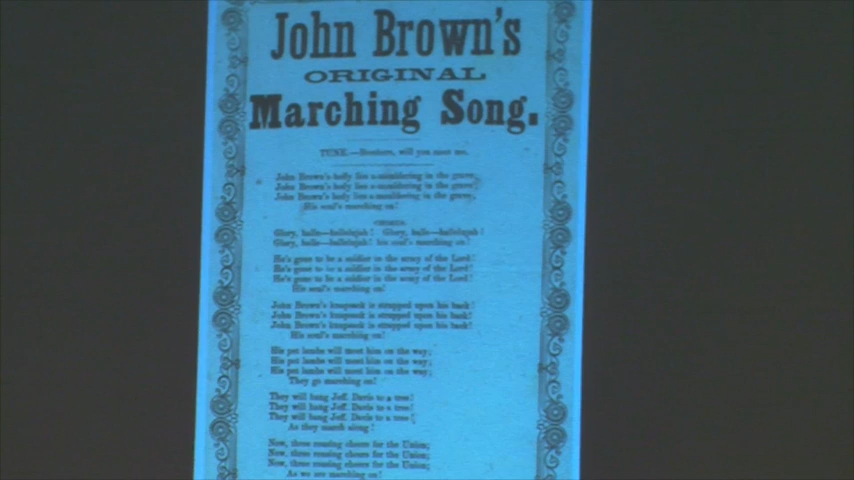 John Brown's
ORIGINAL
Marching Song.
TUNE.—Brothers, will you meet me.
John Brown's body lies a-mouldering in the grave,
John Brown's body lies a-mouldering in the grave,
John Brown's body lies a-mouldering in the grave,
His soul's marching on!
CHORUS.
Glory, halle—hallelujah! Glory, halle—hallelujah!
Glory, halle—hallelujah! his soul's marching on!
He's gone to be a soldier in the army of the Lord!
He's gone to be a soldier in the army of the Lord!
He's gone to be a soldier in the army of the Lord!
His soul's marching on!
John Brown's knapsack is strapped upon his back!
John Brown's knapsack is strapped upon his back!
John Brown's knapsack is strapped upon his back!
His soul's marching on!
His pet lambs will meet him on the way;
His pet lambs will meet him on the way;
His pet lambs will meet him on the way;
They go marching on!
They will hang Jeff. Davis to a tree!
They will hang Jeff. Davis to a tree!
They will hang Jeff. Davis to a tree!
As they march along!
Now, three rousing cheers for the Union;
Now, three rousing cheers for the Union;
Now, three rousing cheers for the Union;
As we are marching on!